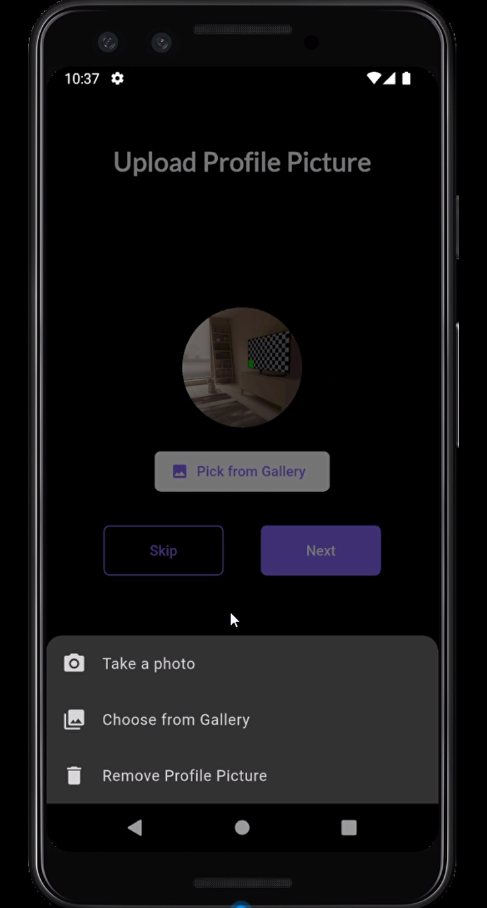 10:37
Upload Profile Picture
Pick from Gallery
Skip
Next
Take a photo
Choose from Gallery
Remove Profile Picture